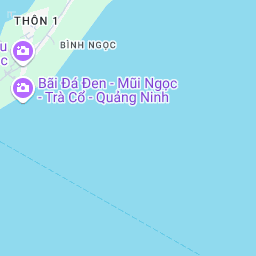 THÔN 1
BÌNH NGỌC
u
c
Bãi Đá Đen - Mũi Ngọc
- Trà Cổ - Quảng Ninh